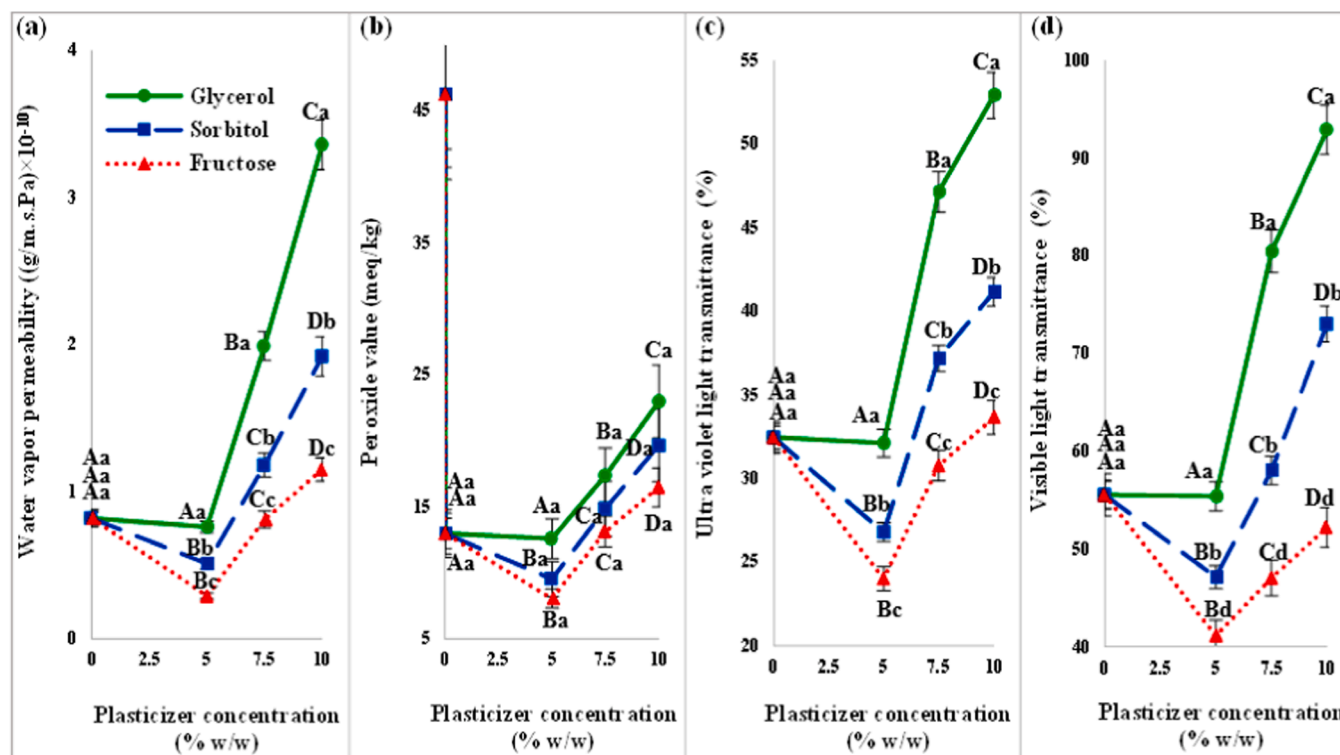 (a)
Water vapor permeability ((g/m.s.Pa)×10⁻¹⁰)
4
3
2
1
0
Glycerol
Sorbitol
Fructose
Aa
Aa
Aa
Aa
Bb
Bc
Ba
Cb
Cc
Ca
Db
Dc
0 2.5 5 7.5 10
Plasticizer concentration
(% w/w)
(b)
Peroxide value (meq/kg)
45
35
25
15
5
Aa
Aa
Aa
Aa
Ba
Ba
Ba
Ca
Ca
Ca
Da
Da
0 2.5 5 7.5 10
Plasticizer concentration
(% w/w)
(c)
Ultra violet light transmittance (%)
55
50
45
40
35
30
25
20
Aa
Aa
Aa
Aa
Bb
Bc
Ba
Cb
Cc
Ca
Db
Dc
0 2.5 5 7.5 10
Plasticizer concentration
(% w/w)
(d)
Visible light transmittance (%)
100
90
80
70
60
50
40
Aa
Aa
Aa
Aa
Bb
Bd
Ba
Cb
Cd
Ca
Db
Dd
0 2.5 5 7.5 10
Plasticizer concentration
(% w/w)